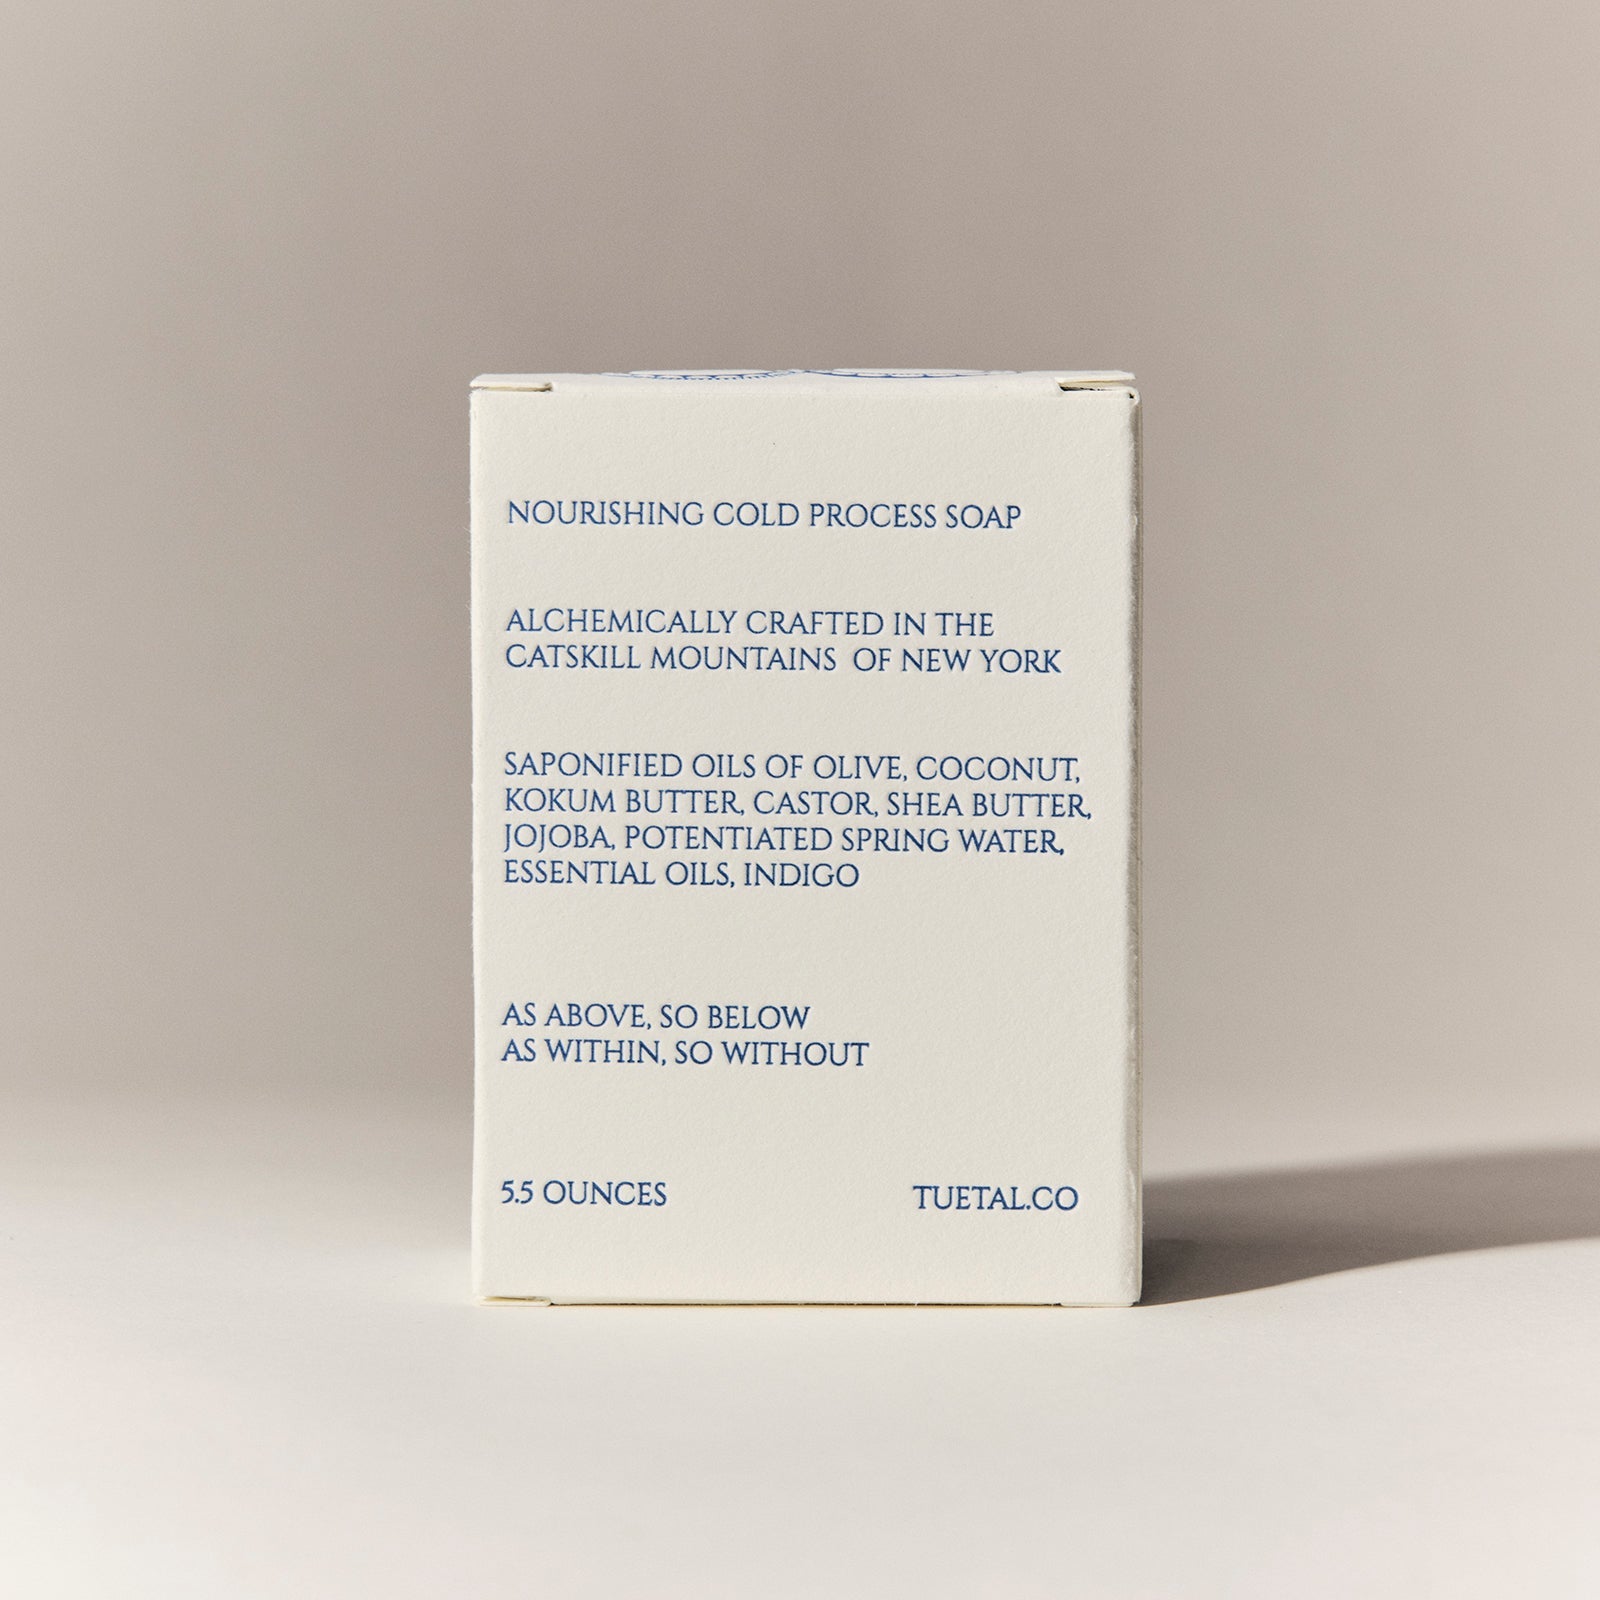 NOURISHING COLD PROCESS SOAP
ALCHEMICALLY CRAFTED IN THE
CATSKILL MOUNTAINS OF NEW YORK
SAPONIFIED OILS OF OLIVE, COCONUT,
KOKUM BUTTER, CASTOR, SHEA BUTTER,
JOJOBA, POTENTIATED SPRING WATER,
ESSENTIAL OILS, INDIGO
AS ABOVE, SO BELOW
AS WITHIN, SO WITHOUT
5.5 OUNCES
TUETAL.CO